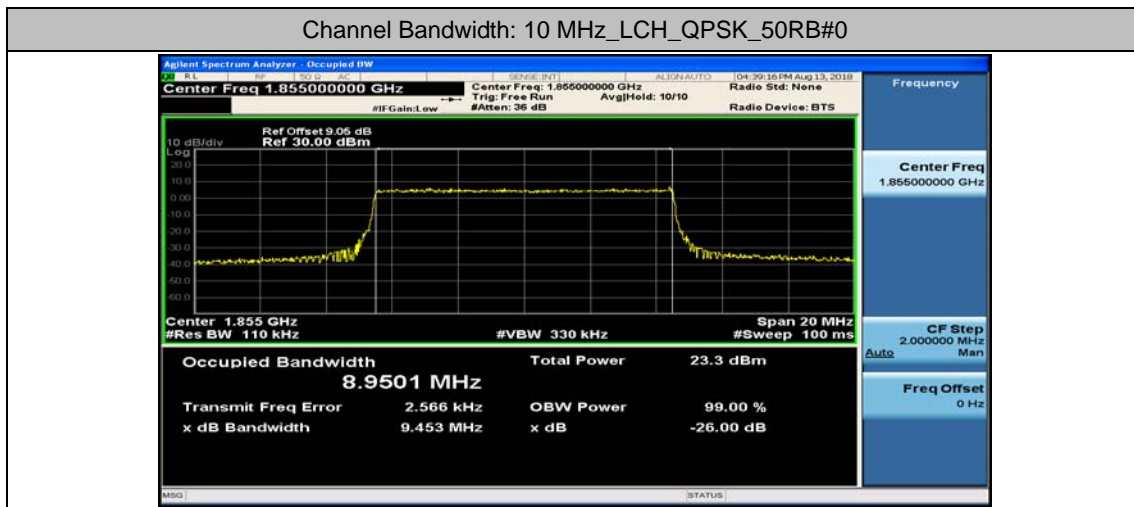 Channel Bandwidth: 10 MHz_LCH_QPSK_50RB#0
Agilent Spectrum Analyzer - Occupied BW
RL RF 50 Ω AC SENSE:INT ALIGN AUTO 04:39:16 PM Aug 13, 2018
Center Freq 1.855000000 GHz Center Freq: 1.855000000 GHz Radio Std: None
Trig: Free Run Avg|Hold: 10/10
#IFGain:Low #Atten: 36 dB Radio Device: BTS
Ref Offset 9.05 dB
10 dB/div Ref 30.00 dBm
Log
20.0
10.0
0.00
-10.0
-20.0
-30.0
-40.0
-50.0
-60.0
Center 1.855 GHz Span 20 MHz
#Res BW 110 kHz #VBW 330 kHz #Sweep 100 ms
Occupied Bandwidth Total Power 23.3 dBm
8.9501 MHz
Transmit Freq Error 2.566 kHz OBW Power 99.00 %
x dB Bandwidth 9.453 MHz x dB -26.00 dB
MSG STATUS
Frequency
Center Freq
1.855000000 GHz
CF Step
2.000000 MHz
Auto Man
Freq Offset
0 Hz